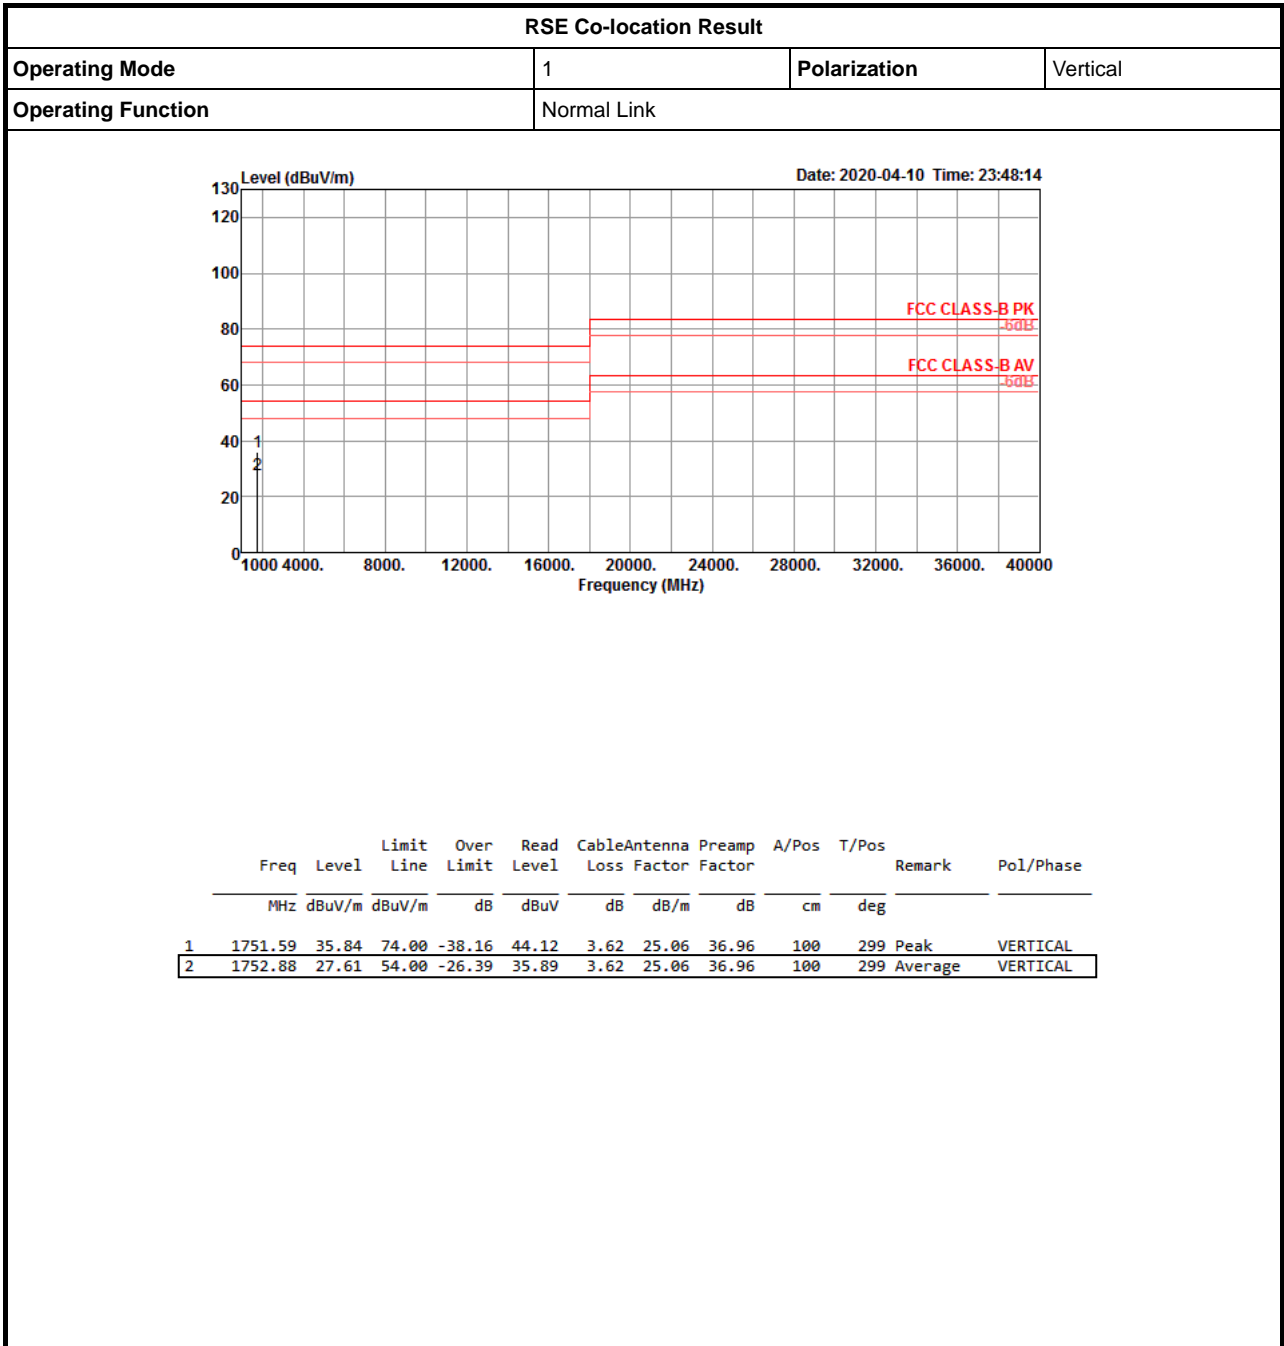 RSE Co-location Result
Operating Mode 1 Polarization Vertical
Operating Function Normal Link
Level (dBuV/m) Date: 2020-04-10 Time: 23:48:14
130
120
100
FCC CLASS-B PK
80 -6dB
FCC CLASS-B AV
60 -6dB
40 1
2
20
0
1000 4000. 8000. 12000. 16000. 20000. 24000. 28000. 32000. 36000. 40000
Frequency (MHz)
Limit Over Read CableAntenna Preamp A/Pos T/Pos
Freq Level Line Limit Level Loss Factor Factor Remark Pol/Phase
MHz dBuV/m dBuV/m dB dBuV dB dB/m dB cm deg
1 1751.59 35.84 74.00 -38.16 44.12 3.62 25.06 36.96 100 299 Peak VERTICAL
2 1752.88 27.61 54.00 -26.39 35.89 3.62 25.06 36.96 100 299 Average VERTICAL